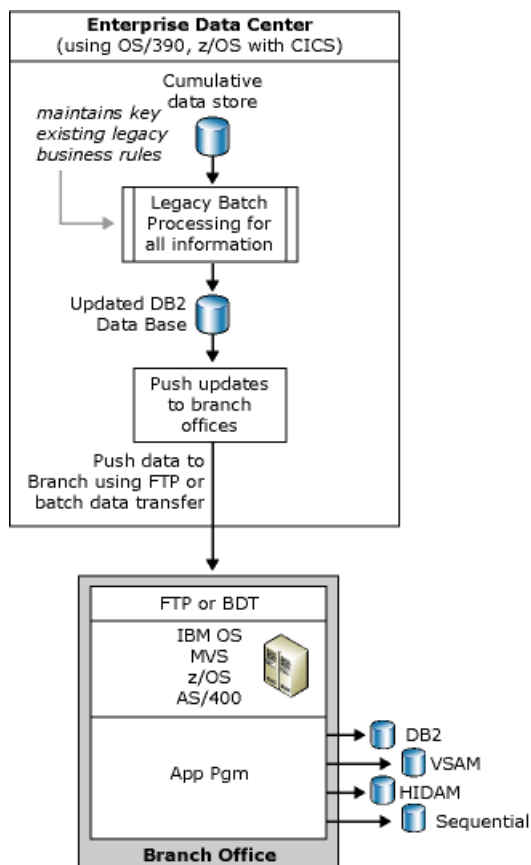 Enterprise Data Center
(using OS/390, z/OS with CICS)
Cumulative
data store
maintains key
existing legacy
business rules
Legacy Batch
Processing for
all information
Updated DB2
Data Base
Push updates
to branch
offices
Push data to
Branch using FTP or
batch data transfer
FTP or BDT
IBM OS
MVS
z/OS
AS/400
App Pgm
DB2
VSAM
HIDAM
Sequential
Branch Office